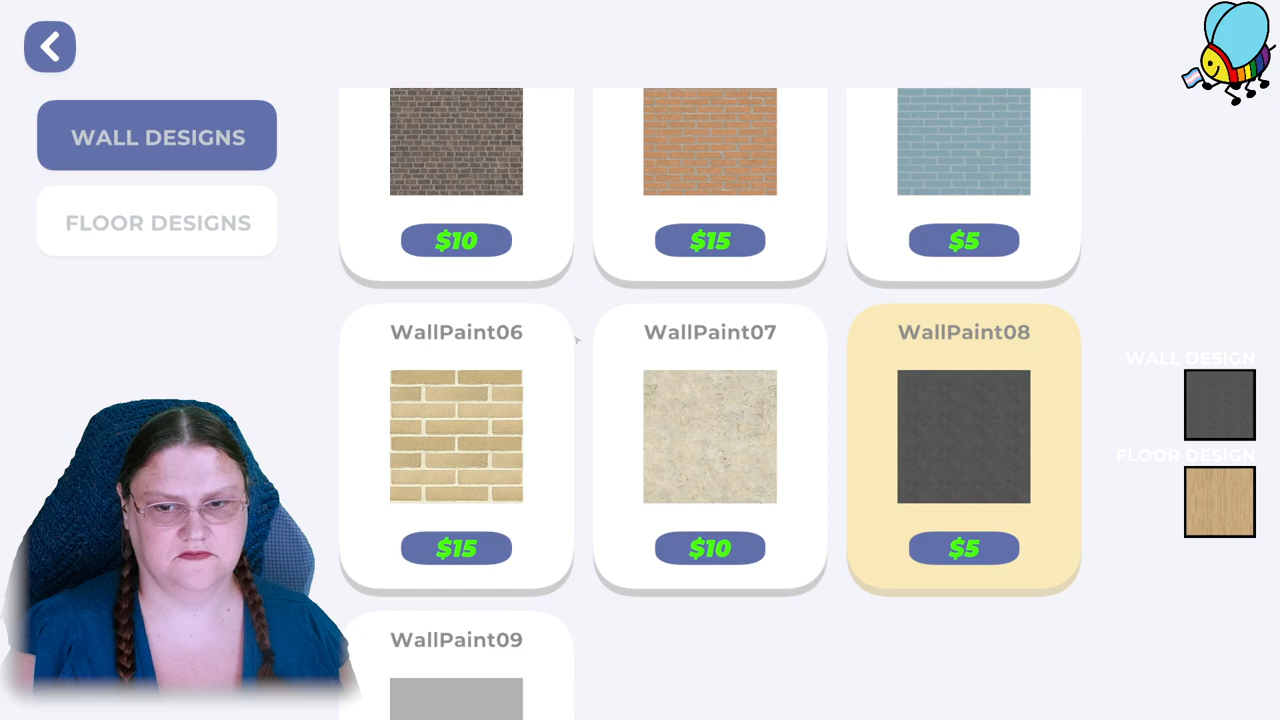 WALL DESIGNS
FLOOR DESIGNS
$10
$15
$5
WallPaint06
WallPaint07
WallPaint08
$15
$10
$5
WallPaint09
WALL DESIGN
FLOOR DESIGN